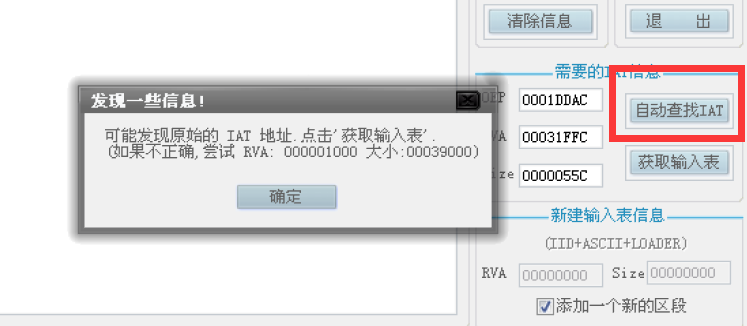 清除信息
退 出
需要的IAT信息
发现一些信息!
OEP 0001DDAC
自动查找IAT
可能发现原始的 IAT 地址.点击'获取输入表'.
(如果不正确,尝试 RVA: 000001000 大小:00039000)
VA 00031FFC
获取输入表
ize 0000055C
确定
新建输入表信息
(IID+ASCII+LOADER)
RVA 00000000 Size 00000000
添加一个新的区段